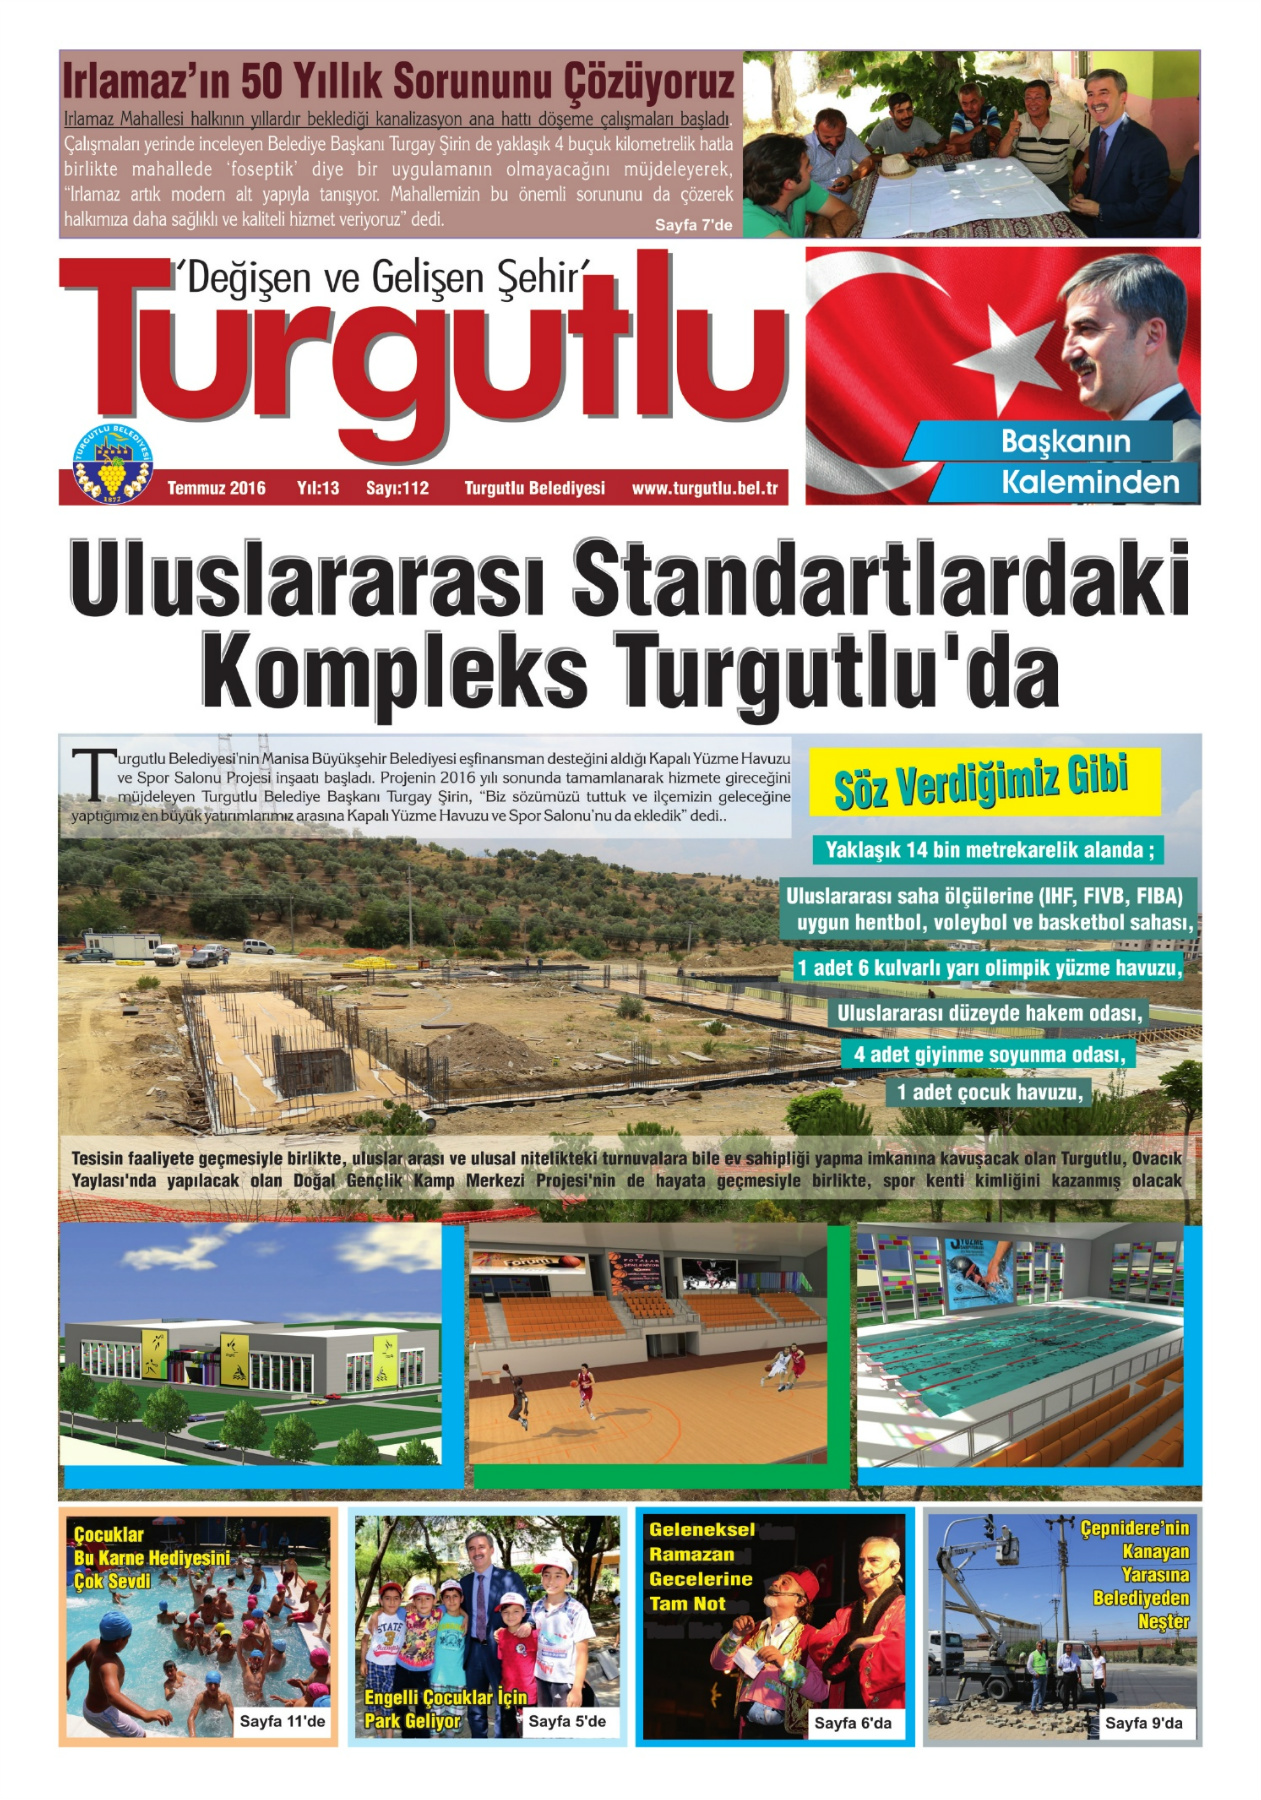 Irlamaz'ın 50 Yıllık Sorununu Çözüyoruz
Irlamaz Mahallesi halkının yıllardır beklediği kanalizasyon ana hattı döşeme çalışmaları başladı.
Çalışmaları yerinde inceleyen Belediye Başkanı Turgay Şirin de yaklaşık 4 buçuk kilometrelik hatla
birlikte mahallede 'foseptik' diye bir uygulamanın olmayacağını müjdeleyerek,
"Irlamaz artık modern alt yapıyla tanışıyor. Mahallemizin bu önemli sorununu da çözerek
halkımıza daha sağlıklı ve kaliteli hizmet veriyoruz" dedi.
Sayfa 7'de
'Değişen ve Gelişen Şehir'
Turgutlu
TURGUTLU BELEDİYESİ
1872
Temmuz 2016 Yıl:13 Sayı:112 Turgutlu Belediyesi www.turgutlu.bel.tr
Başkanın
Kaleminden
Uluslararası Standartlardaki
Kompleks Turgutlu'da
Turgutlu Belediyesi'nin Manisa Büyükşehir Belediyesi eşfinansman desteğini aldığı Kapalı Yüzme Havuzu
ve Spor Salonu Projesi inşaatı başladı. Projenin 2016 yılı sonunda tamamlanarak hizmete gireceğini
müjdeleyen Turgutlu Belediye Başkanı Turgay Şirin, "Biz sözümüzü tuttuk ve ilçemizin geleceğine
yaptığımız en büyük yatırımlarımız arasına Kapalı Yüzme Havuzu ve Spor Salonu'nu da ekledik" dedi..
Söz Verdiğimiz Gibi
Yaklaşık 14 bin metrekarelik alanda ;
Uluslararası saha ölçülerine (IHF, FIVB, FIBA)
uygun hentbol, voleybol ve basketbol sahası,
1 adet 6 kulvarlı yarı olimpik yüzme havuzu,
Uluslararası düzeyde hakem odası,
4 adet giyinme soyunma odası,
1 adet çocuk havuzu,
Tesisin faaliyete geçmesiyle birlikte, uluslar arası ve ulusal nitelikteki turnuvalara bile ev sahipliği yapma imkanına kavuşacak olan Turgutlu, Ovacık
Yaylası'nda yapılacak olan Doğal Gençlik Kamp Merkezi Projesi'nin de hayata geçmesiyle birlikte, spor kenti kimliğini kazanmış olacak
Forum
YÜZME
Çocuklar
Bu Karne Hediyesini
Çok Sevdi
Sayfa 11'de
STATE
3
Engelli Çocuklar İçin
Park Geliyor
Sayfa 5'de
Geleneksel
Ramazan
Gecelerine
Tam Not
Sayfa 6'da
Çepnidere'nin
Kanayan
Yarasına
Belediyeden
Neşter
Sayfa 9'da